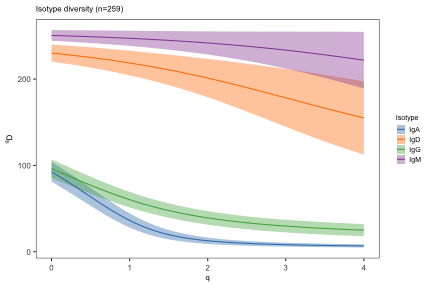 Isotype diversity (n=259)
200
100
0
qD
0
1
2
3
4
q
Isotype
IgA
IgD
IgG
IgM